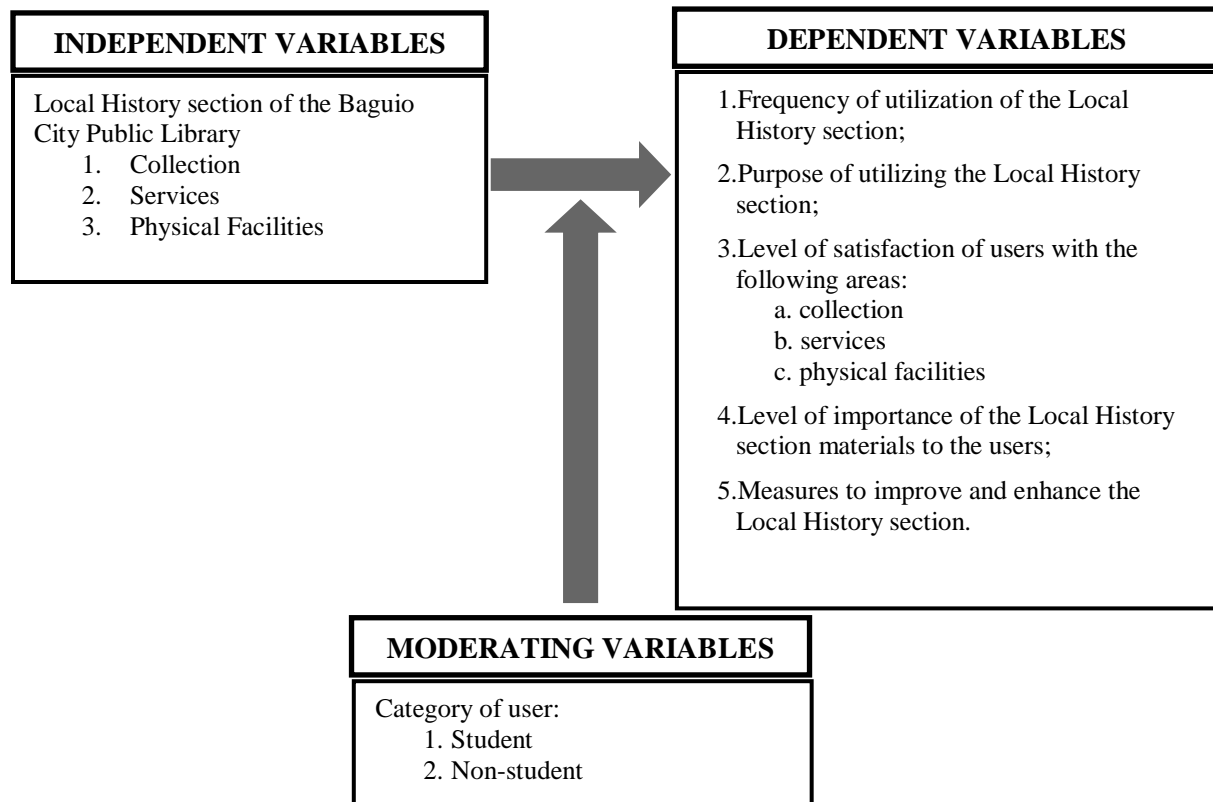 INDEPENDENT VARIABLES
Local History section of the Baguio
City Public Library
1. Collection
2. Services
3. Physical Facilities
DEPENDENT VARIABLES
1.Frequency of utilization of the Local
History section;
2.Purpose of utilizing the Local History
section;
3.Level of satisfaction of users with the
following areas:
a. collection
b. services
c. physical facilities
4.Level of importance of the Local History
section materials to the users;
5.Measures to improve and enhance the
Local History section.
MODERATING VARIABLES
Category of user:
1. Student
2. Non-student